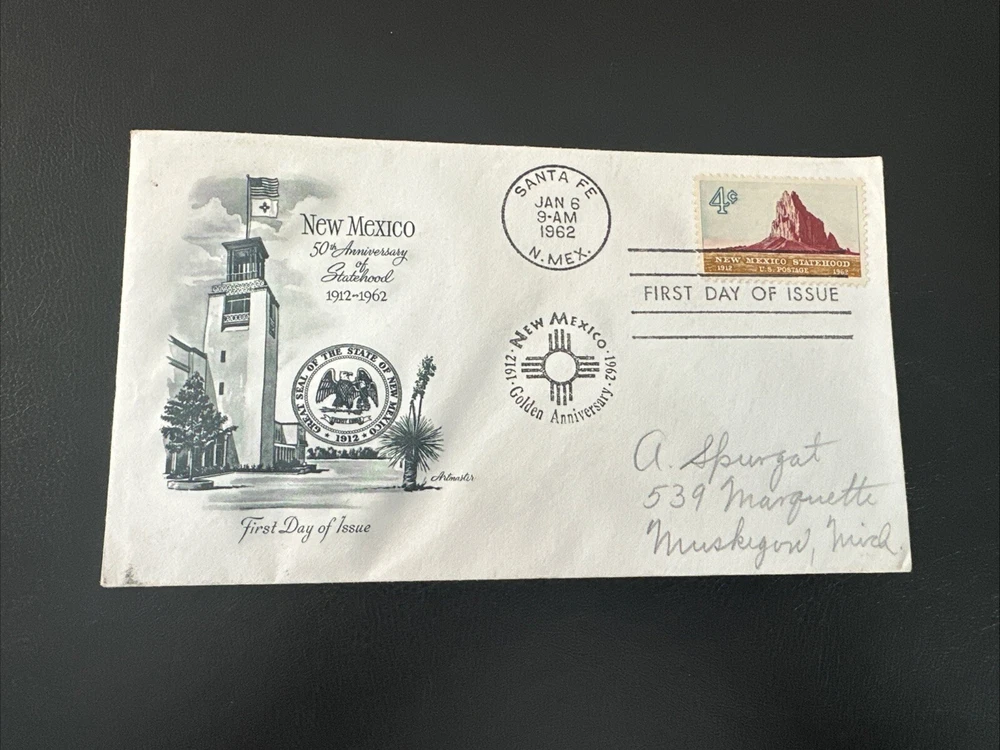 New Mexico
50th Anniversary
of
Statehood
1912-1962
GREAT SEAL OF THE STATE OF NEW MEXICO
1912
Artmaster
First Day of Issue
SANTA FE
JAN 6
9-AM
1962
N. MEX.
4¢
NEW MEXICO STATEHOOD
1912 U.S. POSTAGE 1962
FIRST DAY OF ISSUE
1912 · NEW MEXICO · 1962
Golden Anniversary
A. Spurgat
539 Marquette
Muskegon, Mich.